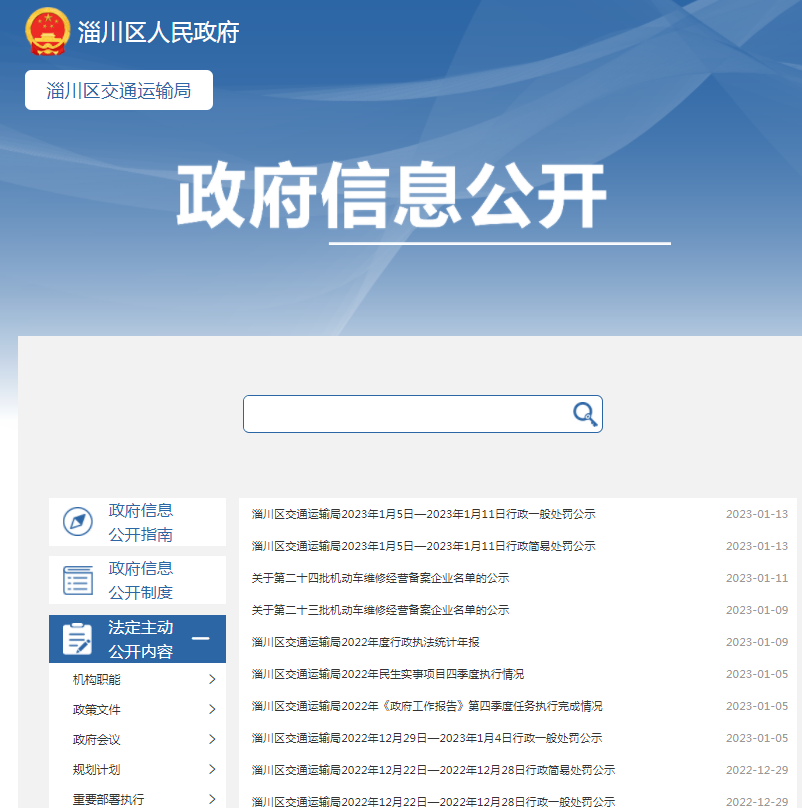 淄川区人民政府
淄川区交通运输局
政府信息公开
政府信息
公开指南
政府信息
公开制度
法定主动
公开内容
机构职能
政策文件
政府会议
规划计划
重要部署执行
淄川区交通运输局2023年1月5日—2023年1月11日行政一般处罚公示 2023-01-13
淄川区交通运输局2023年1月5日—2023年1月11日行政简易处罚公示 2023-01-13
关于第二十四批机动车维修经营备案企业名单的公示 2023-01-11
关于第二十三批机动车维修经营备案企业名单的公示 2023-01-09
淄川区交通运输局2022年度行政执法统计年报 2023-01-09
淄川区交通运输局2022年民生实事项目四季度执行情况 2023-01-05
淄川区交通运输局2022年《政府工作报告》第四季度任务执行完成情况 2023-01-05
淄川区交通运输局2022年12月29日—2023年1月4日行政一般处罚公示 2023-01-05
淄川区交通运输局2022年12月22日—2022年12月28日行政简易处罚公示 2022-12-29
淄川区交通运输局2022年12月22日—2022年12月28日行政一般处罚公示 2022-12-29